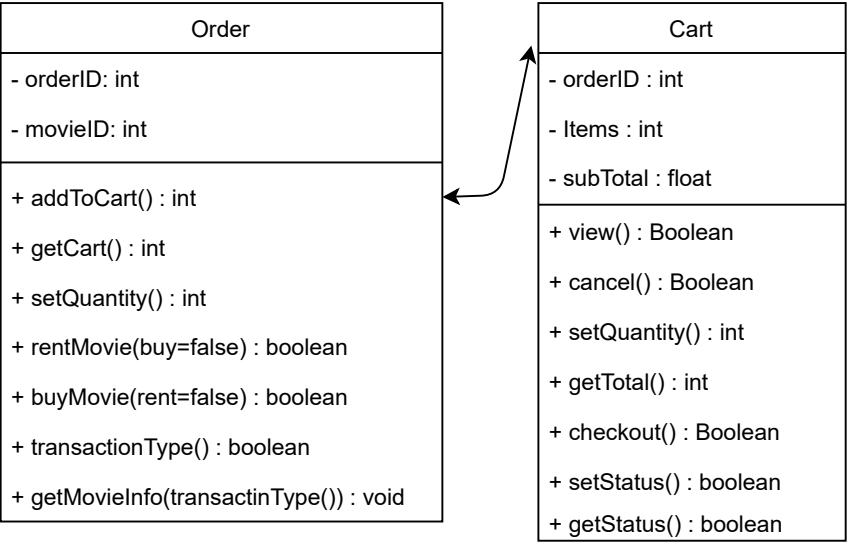 Order
- orderID: int
- movieID: int
+ addToCart() : int
+ getCart() : int
+ setQuantity() : int
+ rentMovie(buy=false) : boolean
+ buyMovie(rent=false) : boolean
+ transactionType() : boolean
+ getMovieInfo(transactinType()) : void
Cart
- orderID : int
- Items : int
- subTotal : float
+ view() : Boolean
+ cancel() : Boolean
+ setQuantity() : int
+ getTotal() : int
+ checkout() : Boolean
+ setStatus() : boolean
+ getStatus() : boolean